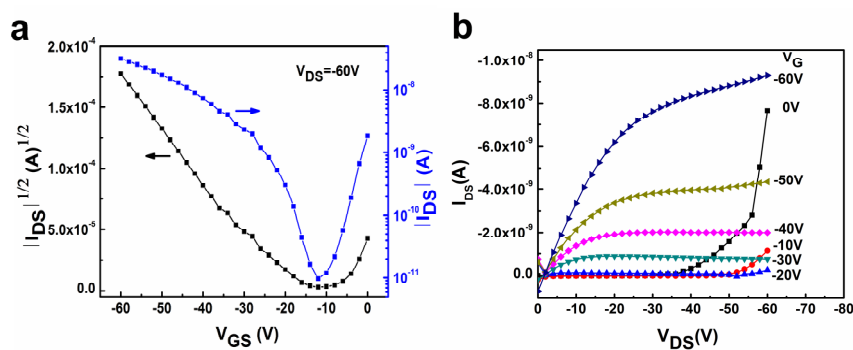 a
2.0x10⁻⁴
1.5x10⁻⁴
1.0x10⁻⁴
5.0x10⁻⁵
0.0
|I_DS|^1/2 (A)^1/2
V_DS=-60V
10⁻⁸
10⁻⁹
10⁻¹⁰
10⁻¹¹
|I_DS| (A)
-60 -50 -40 -30 -20 -10 0
V_GS (V)
b
-1.0x10⁻⁸
-8.0x10⁻⁹
-6.0x10⁻⁹
-4.0x10⁻⁹
-2.0x10⁻⁹
0.0
I_DS(A)
V_G
-60V
0V
-50V
-40V
-10V
-30V
-20V
0 -10 -20 -30 -40 -50 -60 -70 -80
V_DS(V)